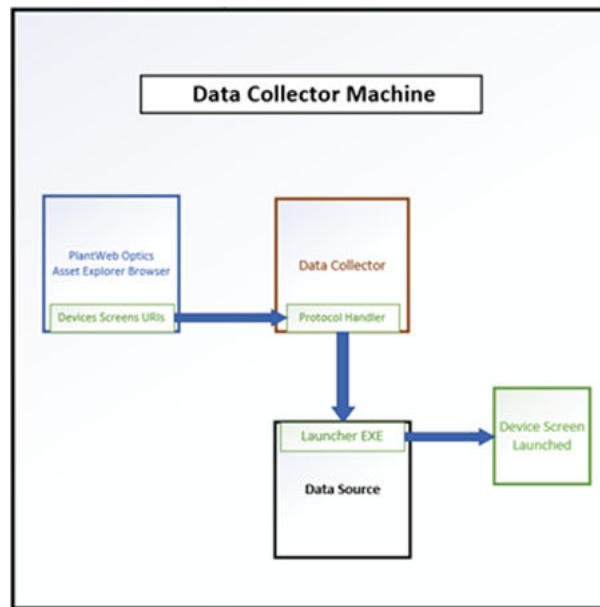 Data Collector Machine
PlantWeb Optics
Asset Explorer Browser
Devices Screens URIs
Data Collector
Protocol Handler
Launcher EXE
Data Source
Device Screen
Launched